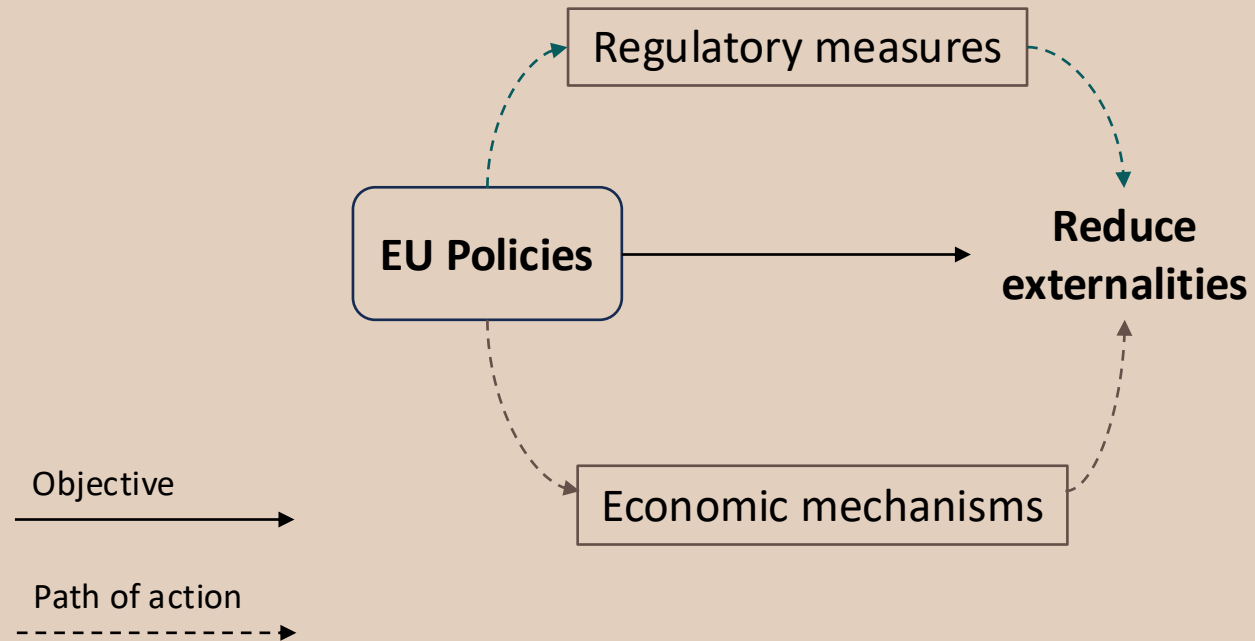 Regulatory measures
EU Policies
Reduce
externalities
Economic mechanisms
Objective
Path of action